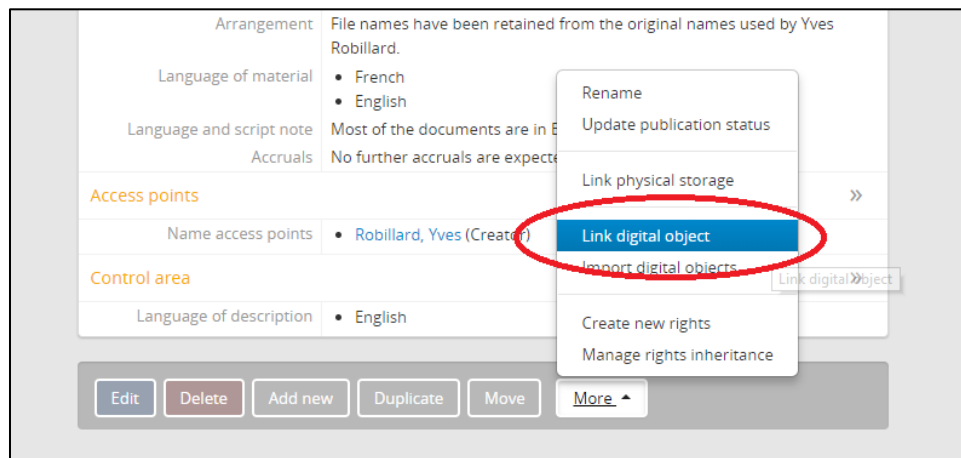 Arrangement File names have been retained from the original names used by Yves
Robillard.
Language of material • French
• English
Language and script note Most of the documents are in E
Accruals No further accruals are expecte
Access points »
Name access points • Robillard, Yves (Creator)
Control area »
Language of description • English
Rename
Update publication status
Link physical storage
Link digital object
Import digital objects
Link digital object
Create new rights
Manage rights inheritance
Edit Delete Add new Duplicate Move More